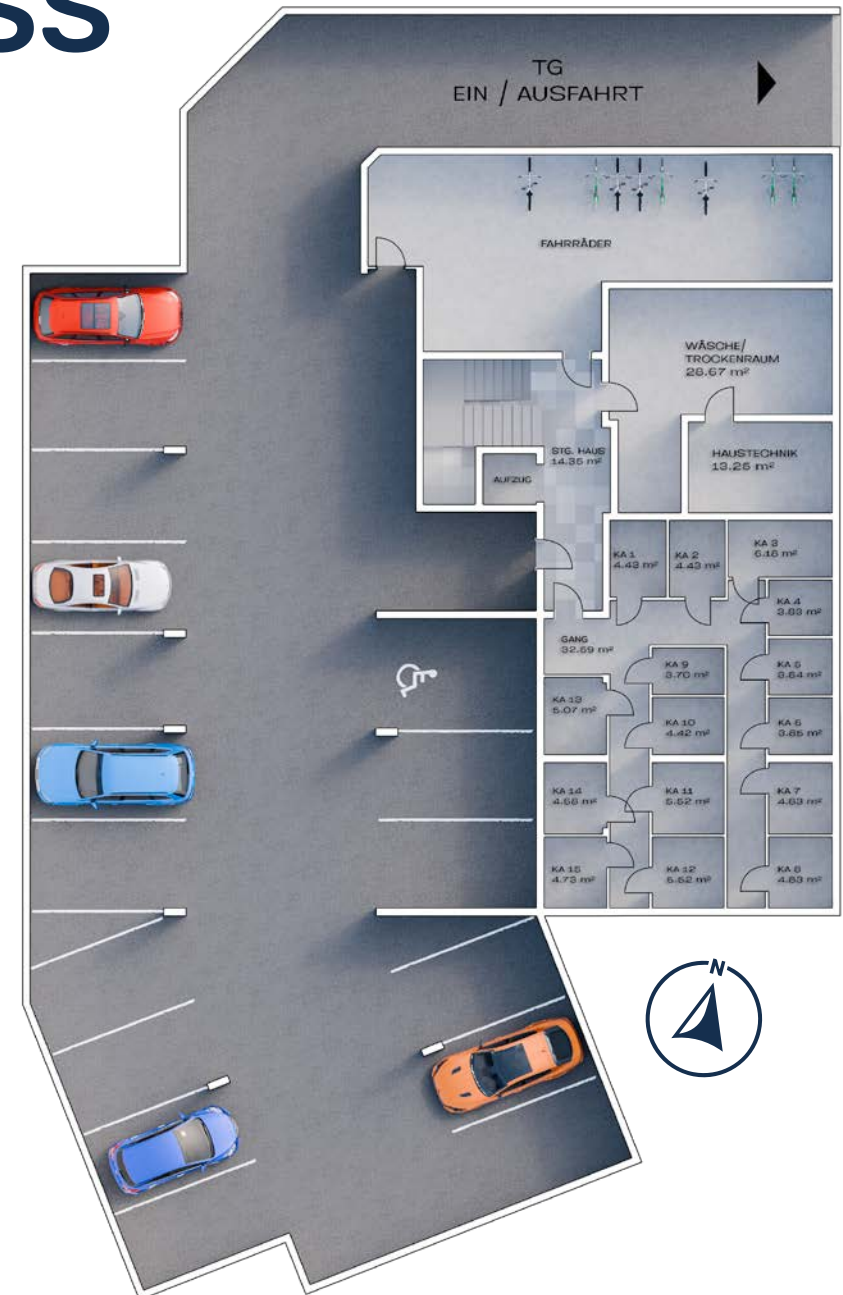 SS
TG
EIN / AUSFAHRT
FAHRRÄDER
WÄSCHE/
TROCKENRAUM
28.67 m²
STG. HAUS
14.35 m²
HAUSTECHNIK
13.25 m²
AUFZUG
KA 1
4.43 m²
KA 2
4.43 m²
KA 3
6.16 m²
KA 4
3.83 m²
GANG
32.69 m²
KA 9
3.70 m²
KA 5
3.84 m²
KA 13
5.07 m²
KA 10
4.42 m²
KA 6
3.85 m²
KA 14
4.66 m²
KA 11
5.52 m²
KA 7
4.83 m²
KA 15
4.73 m²
KA 12
5.52 m²
KA 8
4.83 m²
N